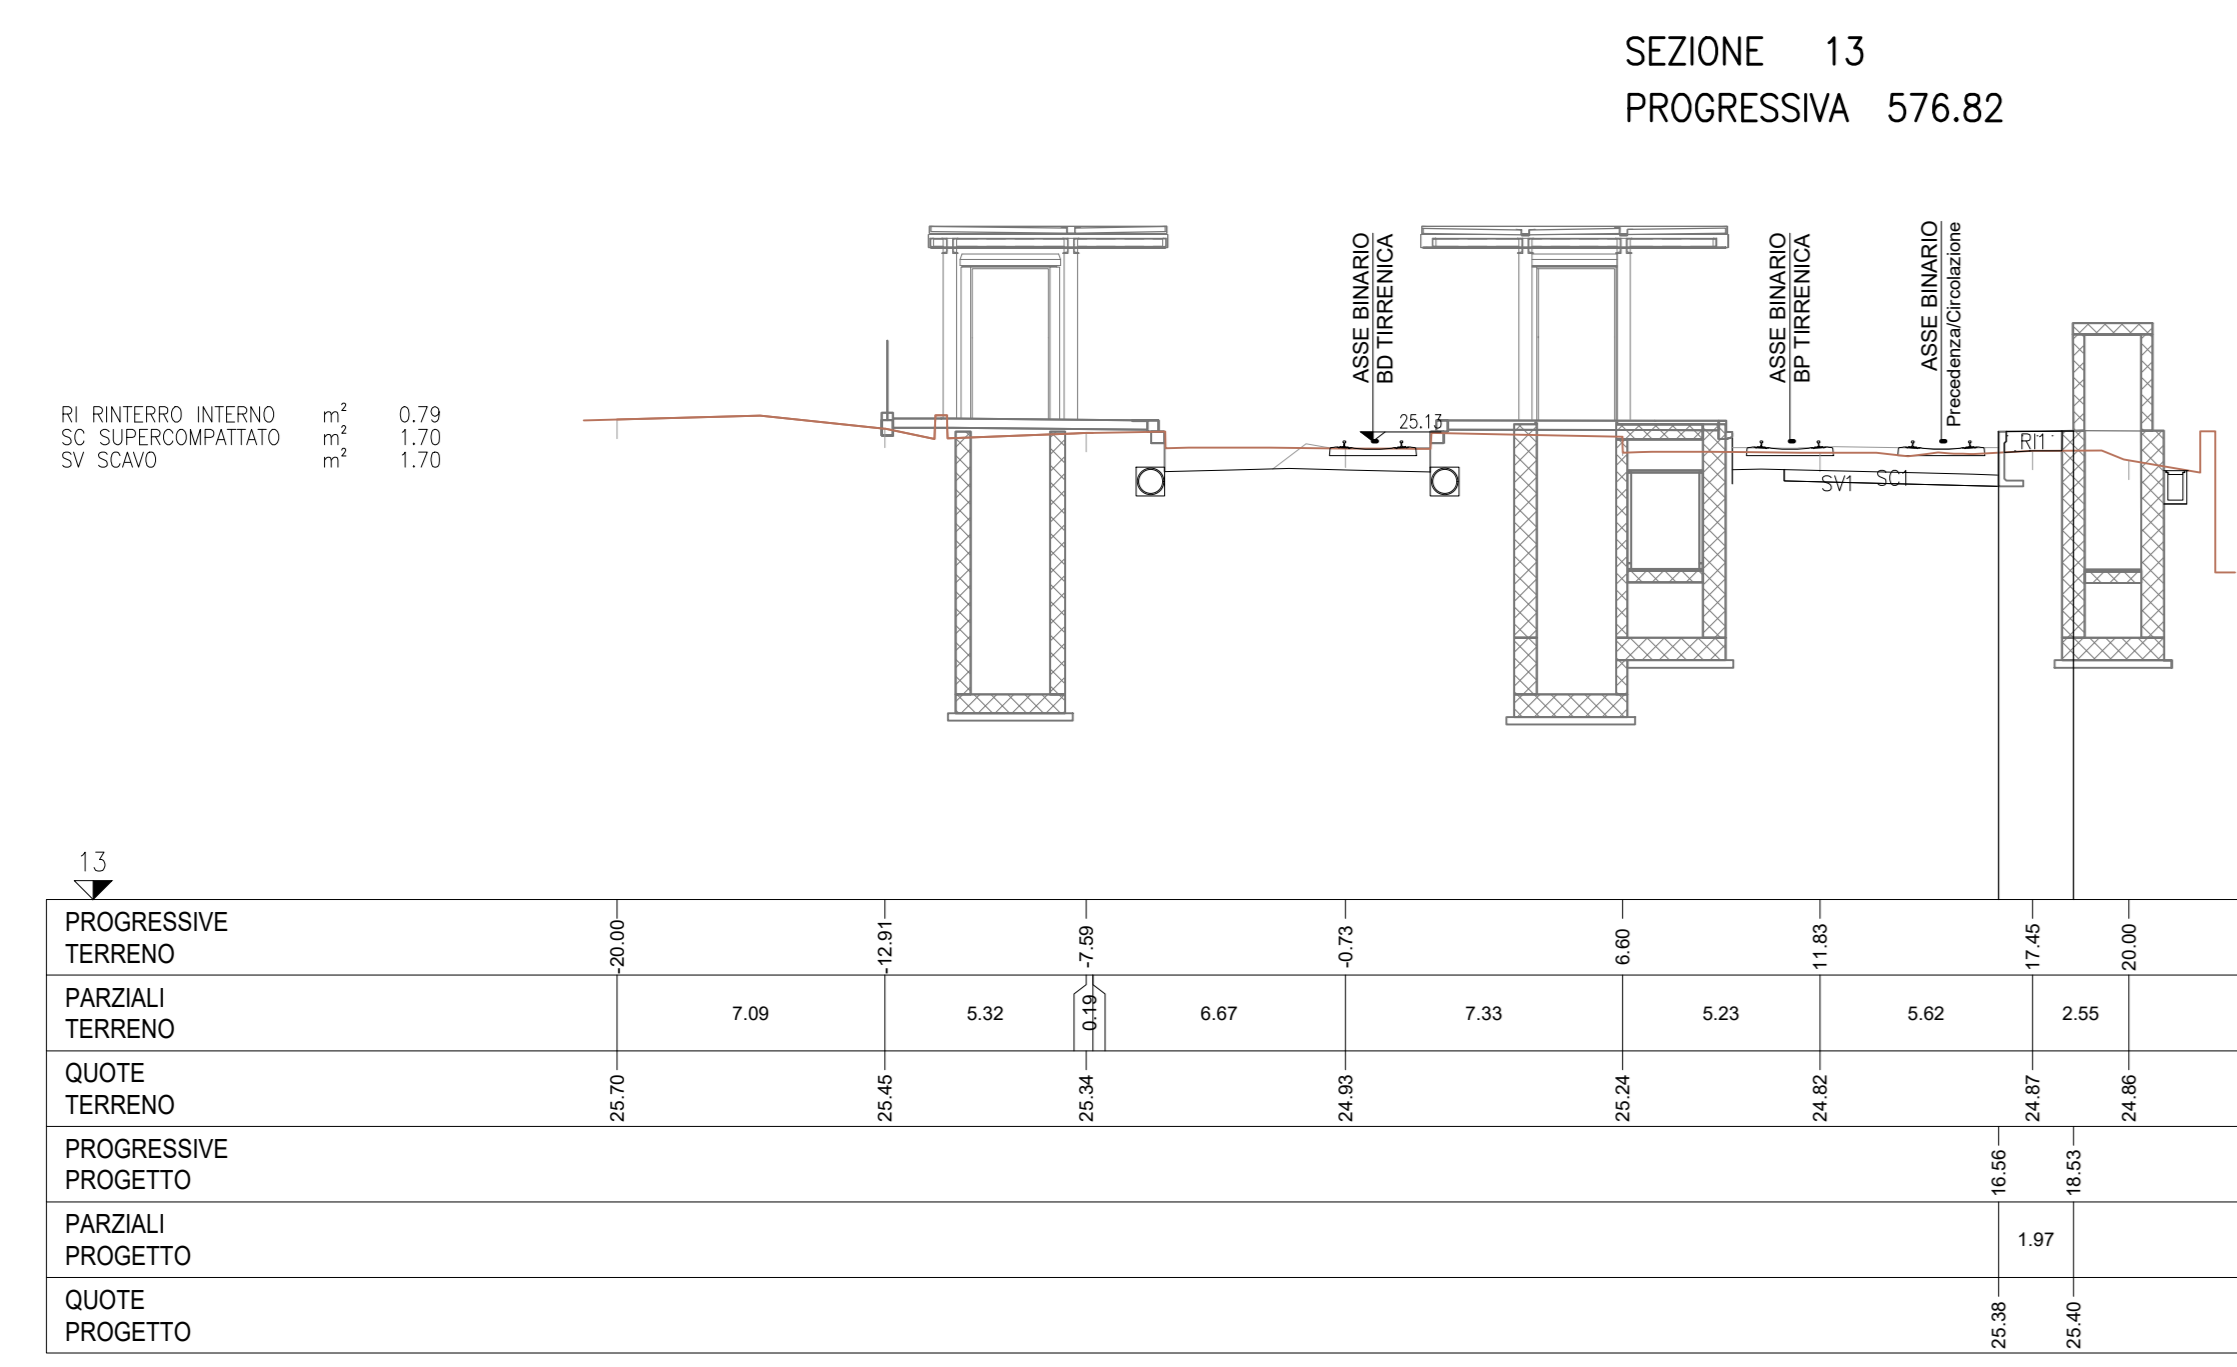 SEZIONE 13
PROGRESSIVA 576.82
ASSE BINARIO
BD TIRRENICA
ASSE BINARIO
BP TIRRENICA
ASSE BINARIO
Precedenza/Circolazione
RI RINTERRO INTERNO m² 0.79
SC SUPERCOMPATTATO m² 1.70
SV SCAVO m² 1.70
25.13
RI1
SV1 SC1
13
PROGRESSIVE
TERRENO
-20.00 -12.91 -7.59 -0.73 6.60 11.83 17.45 20.00
PARZIALI
TERRENO
7.09 5.32 0.19 6.67 7.33 5.23 5.62 2.55
QUOTE
TERRENO
25.70 25.45 25.34 24.93 25.24 24.82 24.87 24.86
PROGRESSIVE
PROGETTO
16.56 18.53
PARZIALI
PROGETTO
1.97
QUOTE
PROGETTO
25.38 25.40